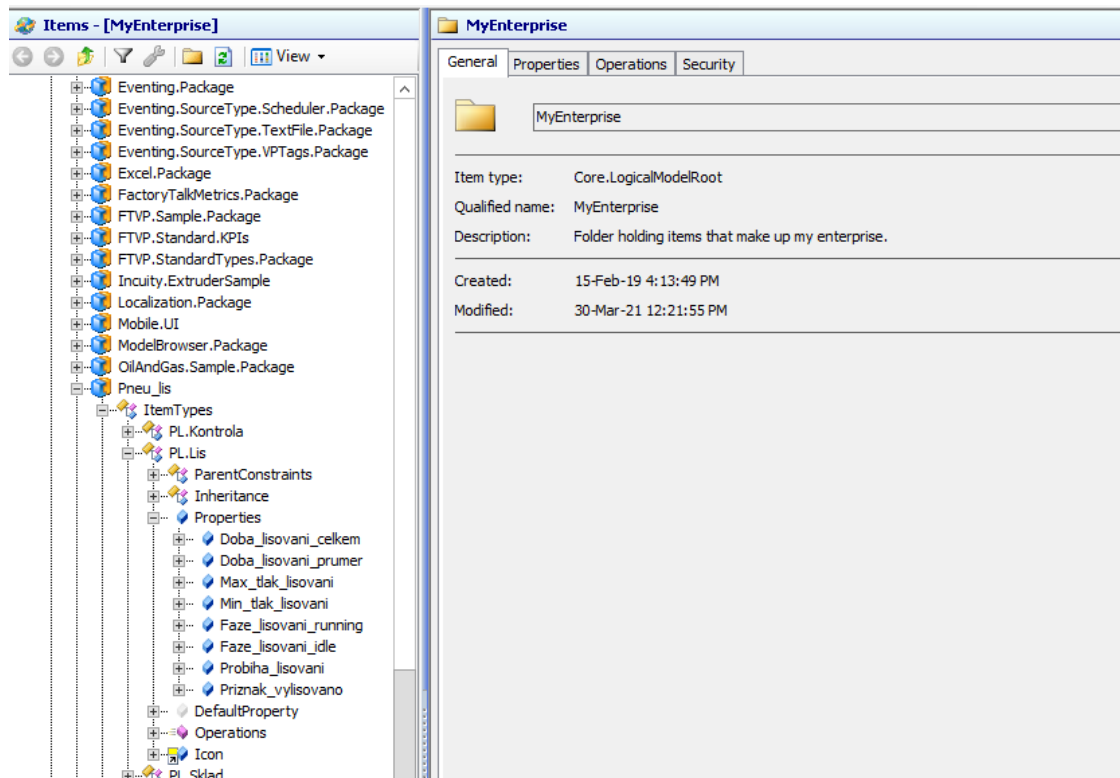 Items - [MyEnterprise]
View
Eventing.Package
Eventing.SourceType.Scheduler.Package
Eventing.SourceType.TextFile.Package
Eventing.SourceType.VPTags.Package
Excel.Package
FactoryTalkMetrics.Package
FTVP.Sample.Package
FTVP.Standard.KPIs
FTVP.StandardTypes.Package
Incuity.ExtruderSample
Localization.Package
Mobile.UI
ModelBrowser.Package
OilAndGas.Sample.Package
Pneu_lis
ItemTypes
PL.Kontrola
PL.Lis
ParentConstraints
Inheritance
Properties
Doba_lisovani_celkem
Doba_lisovani_prumer
Max_tlak_lisovani
Min_tlak_lisovani
Faze_lisovani_running
Faze_lisovani_idle
Probiha_lisovani
Priznak_vylisovano
DefaultProperty
Operations
Icon
PL.Sklad
MyEnterprise
General Properties Operations Security
MyEnterprise
Item type: Core.LogicalModelRoot
Qualified name: MyEnterprise
Description: Folder holding items that make up my enterprise.
Created: 15-Feb-19 4:13:49 PM
Modified: 30-Mar-21 12:21:55 PM